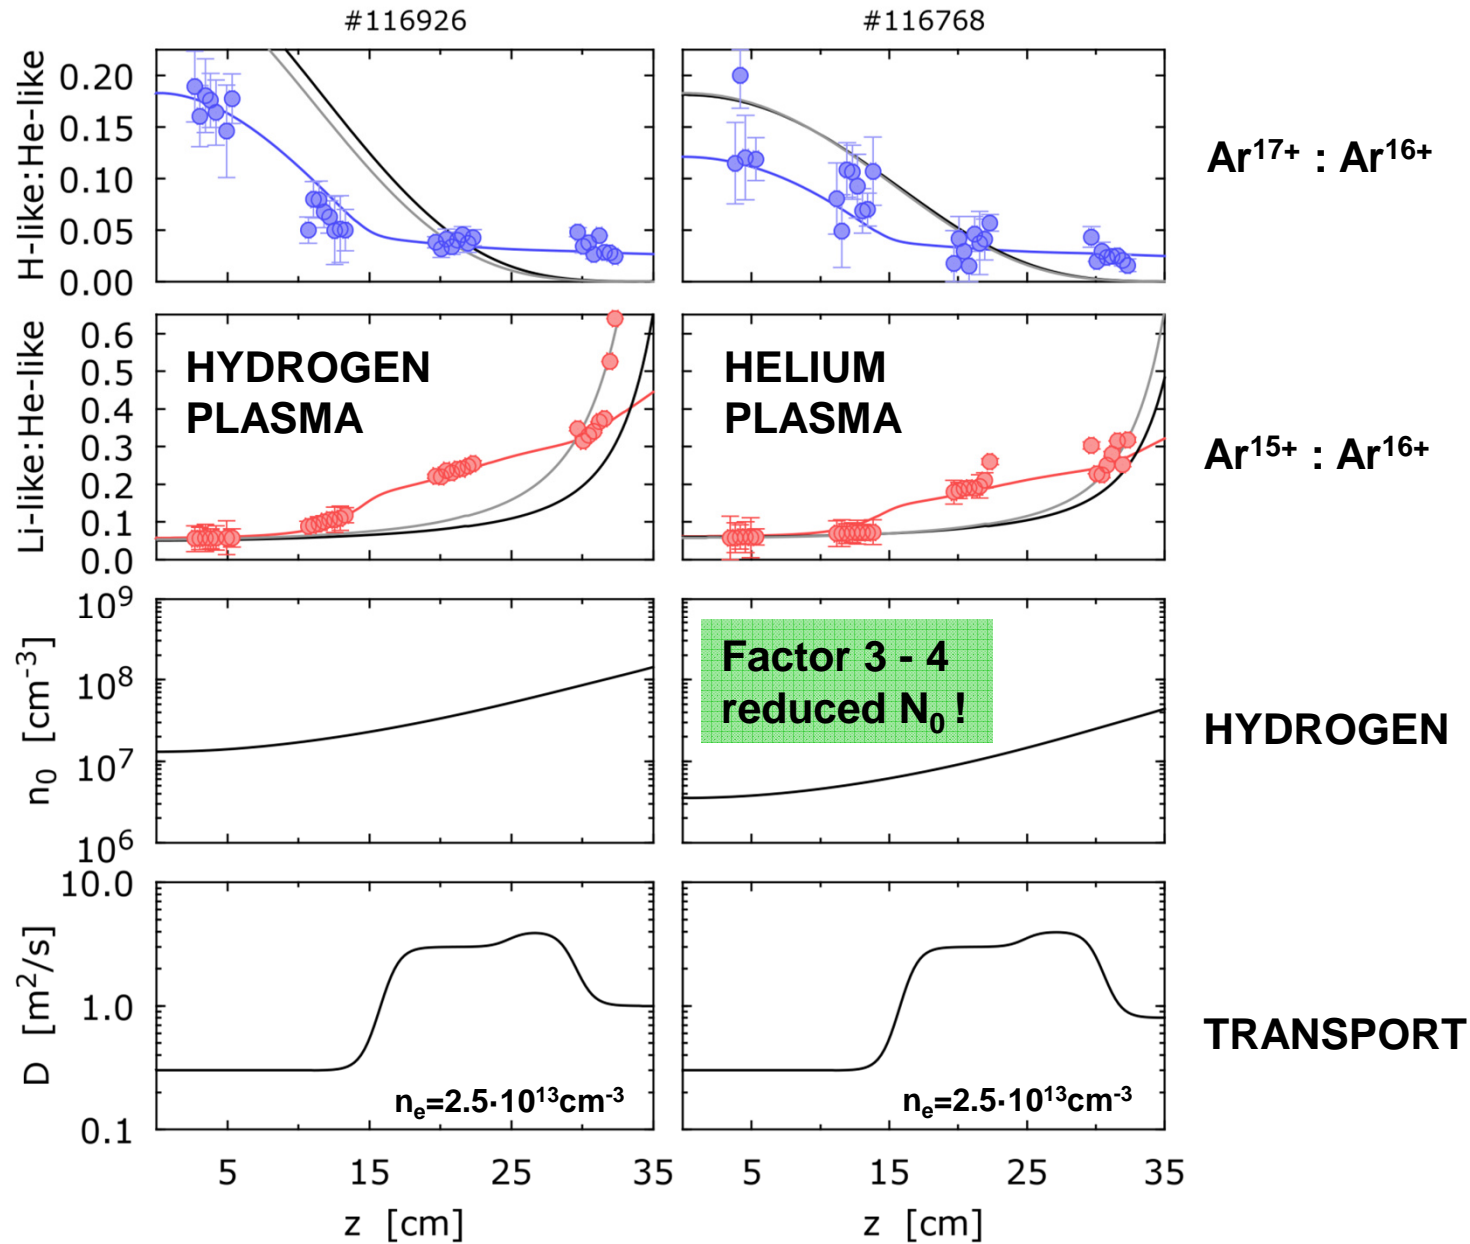 #116926
#116768
H-like:He-like
0.20
0.15
0.10
0.05
0.00
Ar¹⁷⁺ : Ar¹⁶⁺
Li-like:He-like
0.6
0.5
0.4
0.3
0.2
0.1
0.0
HYDROGEN
PLASMA
HELIUM
PLASMA
Ar¹⁵⁺ : Ar¹⁶⁺
n₀ [cm⁻³]
10⁹
10⁸
10⁷
10⁶
Factor 3 - 4
reduced N₀ !
HYDROGEN
D [m²/s]
10.0
1.0
0.1
nₑ=2.5·10¹³cm⁻³
nₑ=2.5·10¹³cm⁻³
TRANSPORT
5 15 25 35
5 15 25 35
z [cm]
z [cm]